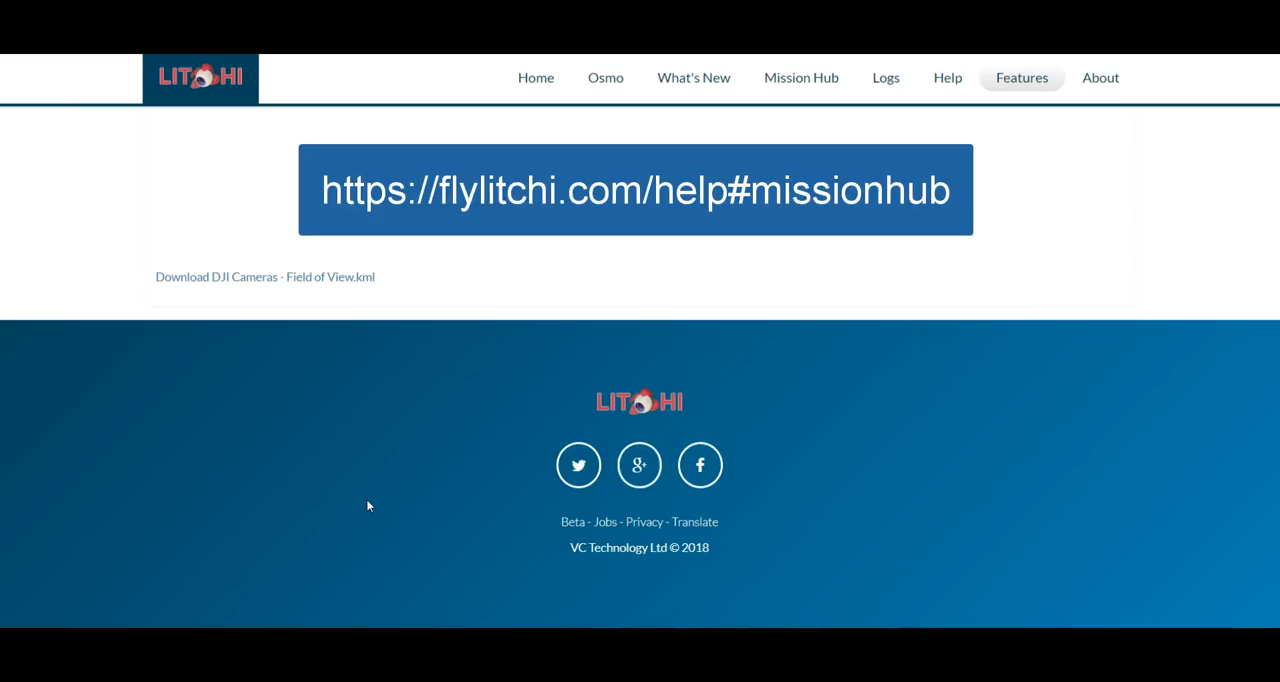 LITCHI
Home Osmo What's New Mission Hub Logs Help Features About
https://flylitchi.com/help#missionhub
Download DJI Cameras - Field of View.kml
LITCHI
Beta - Jobs - Privacy - Translate
VC Technology Ltd © 2018